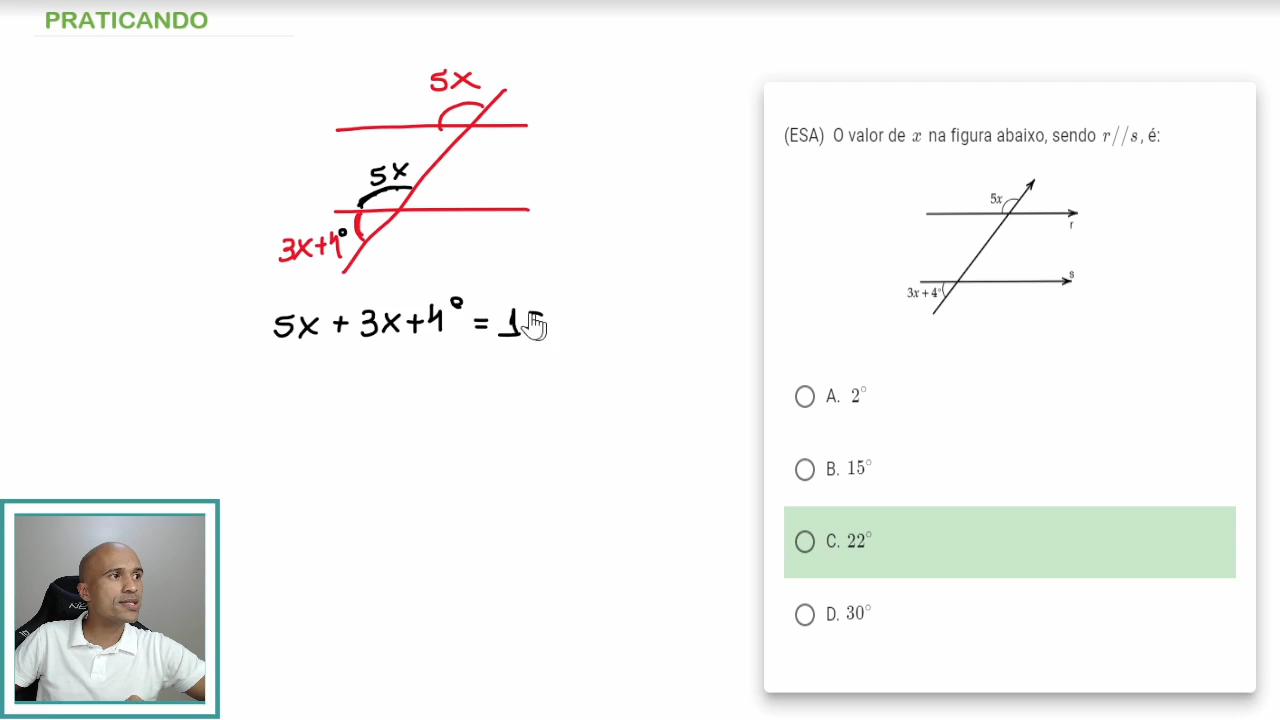 PRATICANDO
5x
5x
3x+4°
5x + 3x+4° = 1
(ESA) O valor de x na figura abaixo, sendo r//s, é:
5x
r
s
3x + 4°
A. 2°
B. 15°
C. 22°
D. 30°